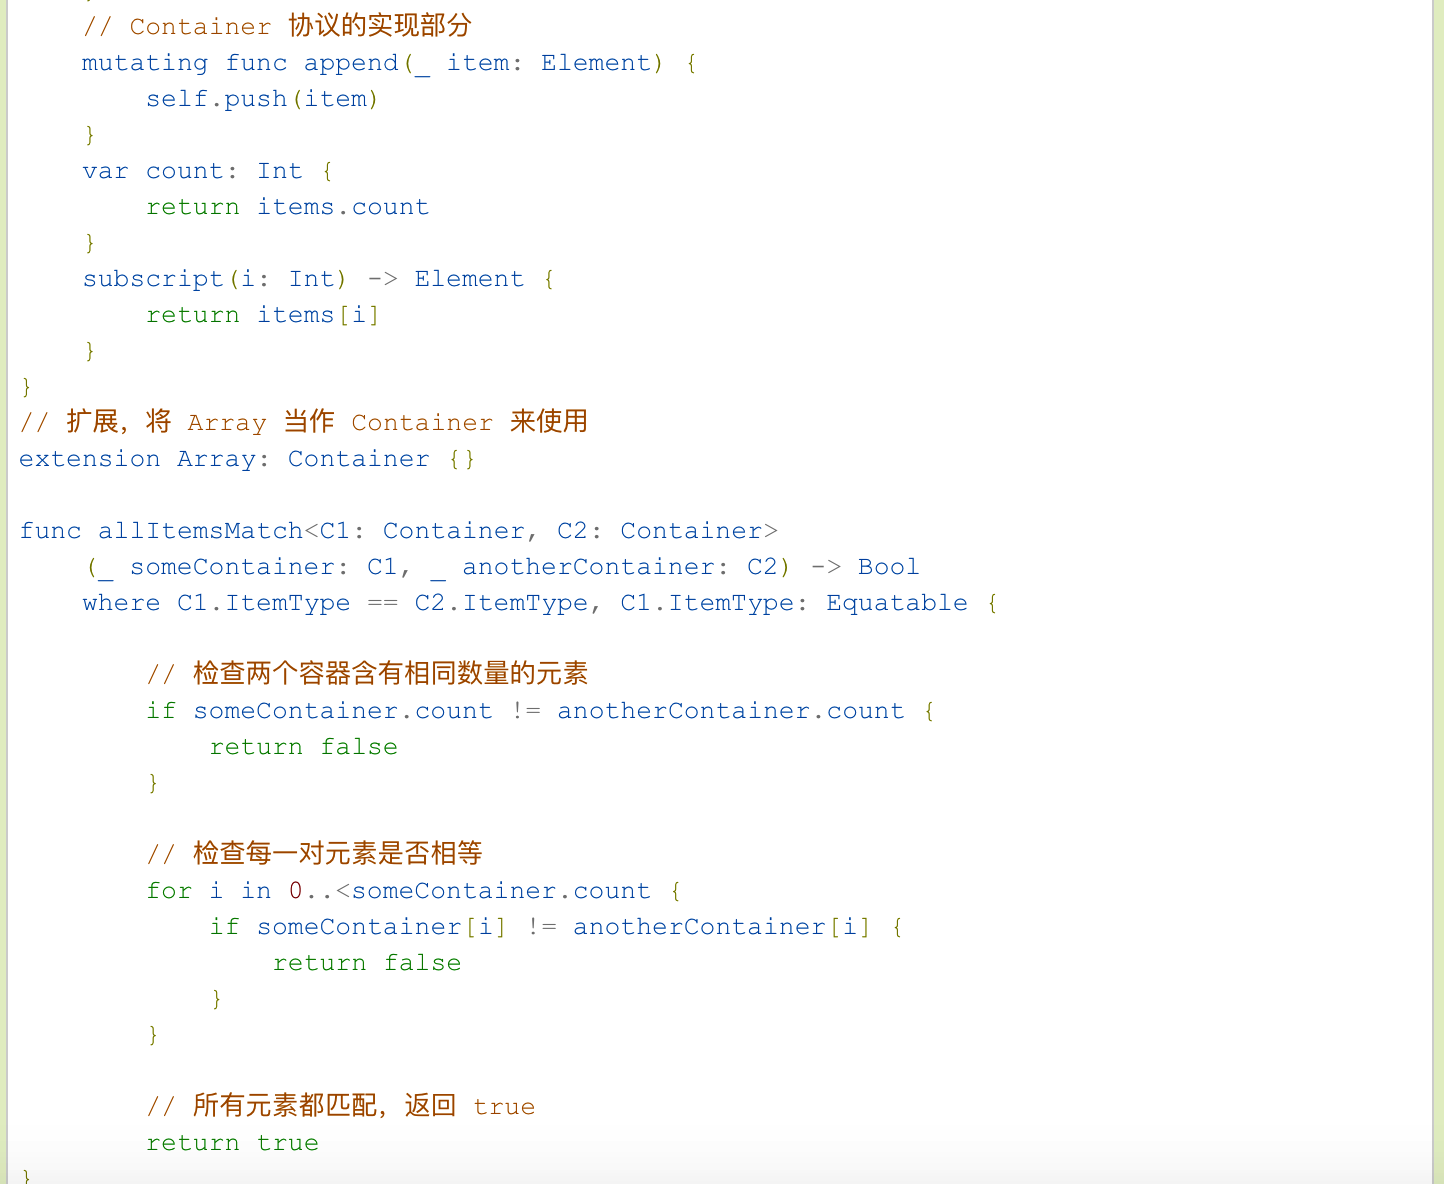 // Container 协议的实现部分
    mutating func append(_ item: Element) {
        self.push(item)
    }
    var count: Int {
        return items.count
    }
    subscript(i: Int) -> Element {
        return items[i]
    }
}
// 扩展，将 Array 当作 Container 来使用
extension Array: Container {}

func allItemsMatch<C1: Container, C2: Container>
    (_ someContainer: C1, _ anotherContainer: C2) -> Bool
    where C1.ItemType == C2.ItemType, C1.ItemType: Equatable {

        // 检查两个容器含有相同数量的元素
        if someContainer.count != anotherContainer.count {
            return false
        }

        // 检查每一对元素是否相等
        for i in 0..<someContainer.count {
            if someContainer[i] != anotherContainer[i] {
                return false
            }
        }

        // 所有元素都匹配，返回 true
        return true
}